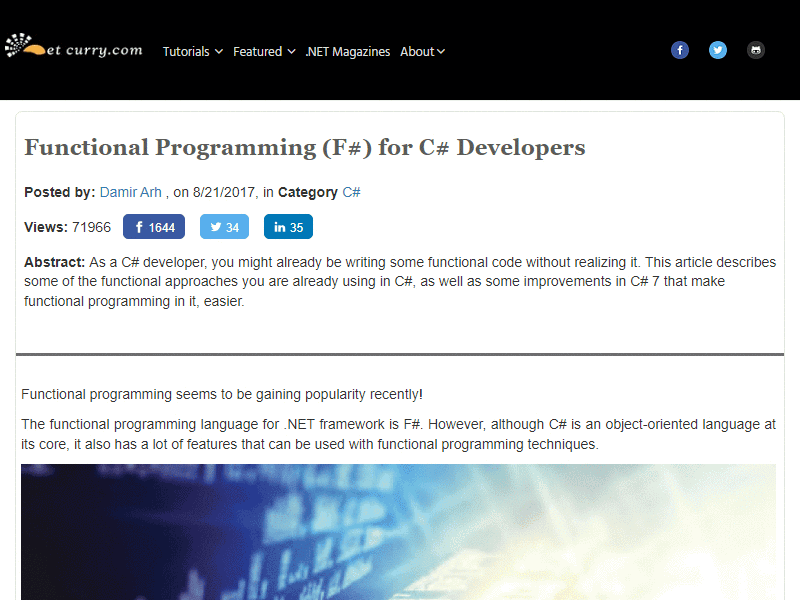 et curry.com
Tutorials Featured .NET Magazines About
Functional Programming (F#) for C# Developers
Posted by: Damir Arh , on 8/21/2017, in Category C#
Views: 71966 1644 34 35
Abstract: As a C# developer, you might already be writing some functional code without realizing it. This article describes
some of the functional approaches you are already using in C#, as well as some improvements in C# 7 that make
functional programming in it, easier.
Functional programming seems to be gaining popularity recently!
The functional programming language for .NET framework is F#. However, although C# is an object-oriented language at
its core, it also has a lot of features that can be used with functional programming techniques.